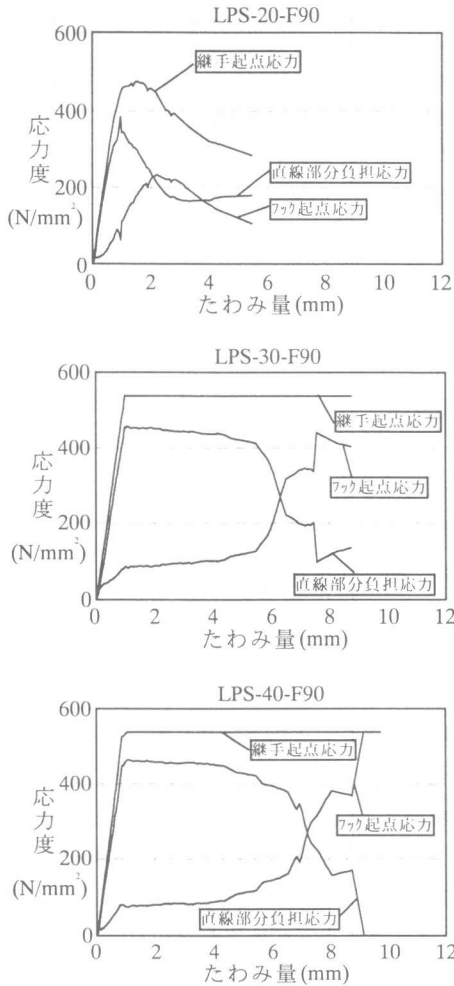 LPS-20-F90
600
400
200
0
応力度
(N/mm²)
継手起点応力
直線部分負担応力
フック起点応力
0 2 4 6 8 10 12
たわみ量(mm)
LPS-30-F90
600
400
200
0
応力度
(N/mm²)
継手起点応力
フック起点応力
直線部分負担応力
0 2 4 6 8 10 12
たわみ量(mm)
LPS-40-F90
600
400
200
0
応力度
(N/mm²)
継手起点応力
フック起点応力
直線部分負担応力
0 2 4 6 8 10 12
たわみ量(mm)